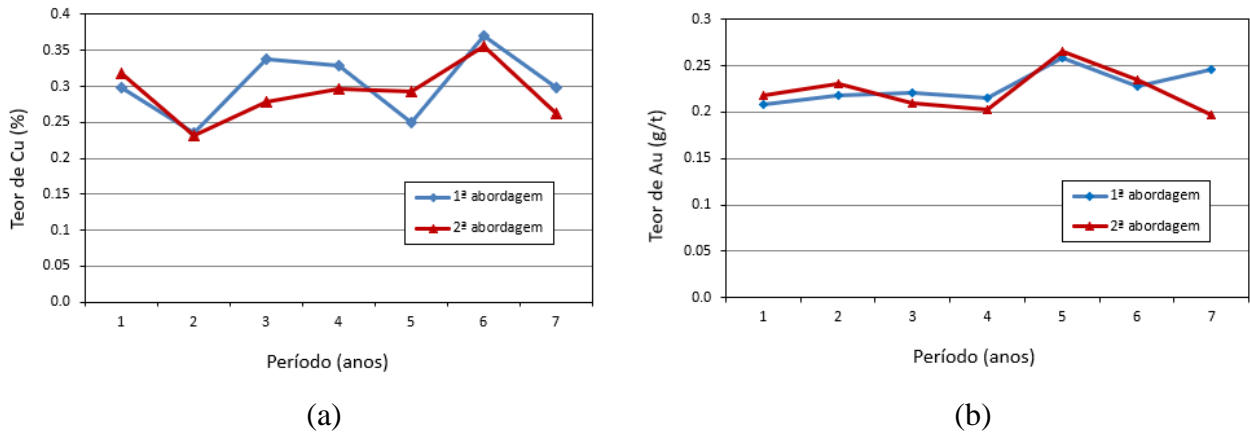 0.4
0.35
0.3
0.25
0.2
0.15
0.1
0.05
0.0
Teor de Cu (%)
1ª abordagem
2ª abordagem
1 2 3 4 5 6 7
Período (anos)
(a)
0.3
0.25
0.2
0.15
0.1
0.05
0.0
Teor de Au (g/t)
1ª abordagem
2ª abordagem
1 2 3 4 5 6 7
Período (anos)
(b)